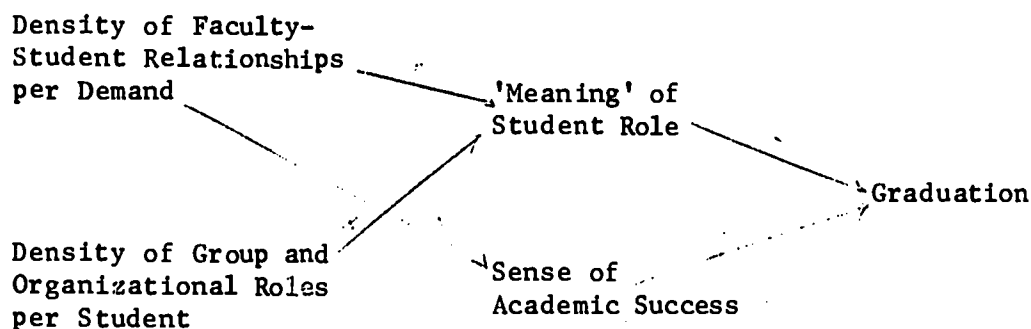 Density of Faculty-
Student Relationships
per Demand
'Meaning' of
Student Role
Graduation
Density of Group and
Organizational Roles
per Student
Sense of
Academic Success